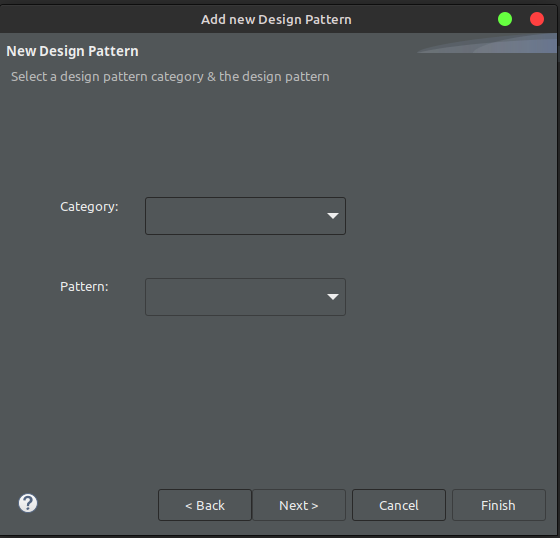 Add new Design Pattern
New Design Pattern
Select a design pattern category & the design pattern
Category:
Pattern:
?
< Back
Next >
Cancel
Finish